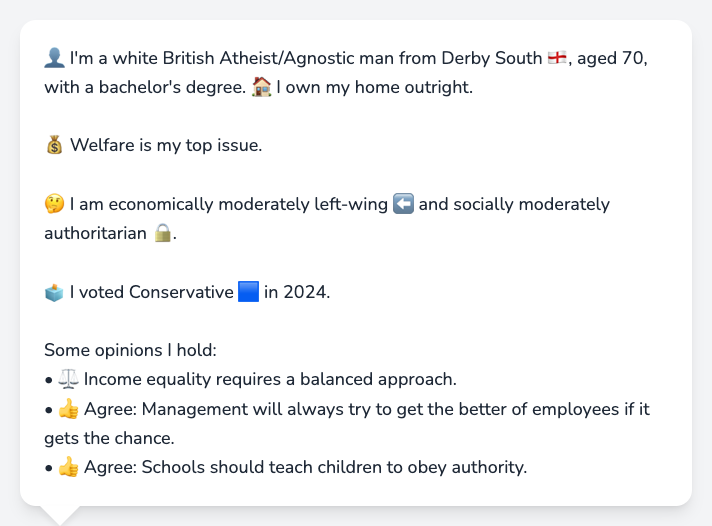 👤 I'm a white British Atheist/Agnostic man from Derby South 🏴󠁧󠁢󠁥󠁮󠁧󠁿, aged 70,
with a bachelor's degree. 🏠 I own my home outright.
💰 Welfare is my top issue.
🤔 I am economically moderately left-wing ⬅️ and socially moderately
authoritarian 🔒.
🗳️ I voted Conservative 🟦 in 2024.
Some opinions I hold:
• ⚖️ Income equality requires a balanced approach.
• 👍 Agree: Management will always try to get the better of employees if it
gets the chance.
• 👍 Agree: Schools should teach children to obey authority.